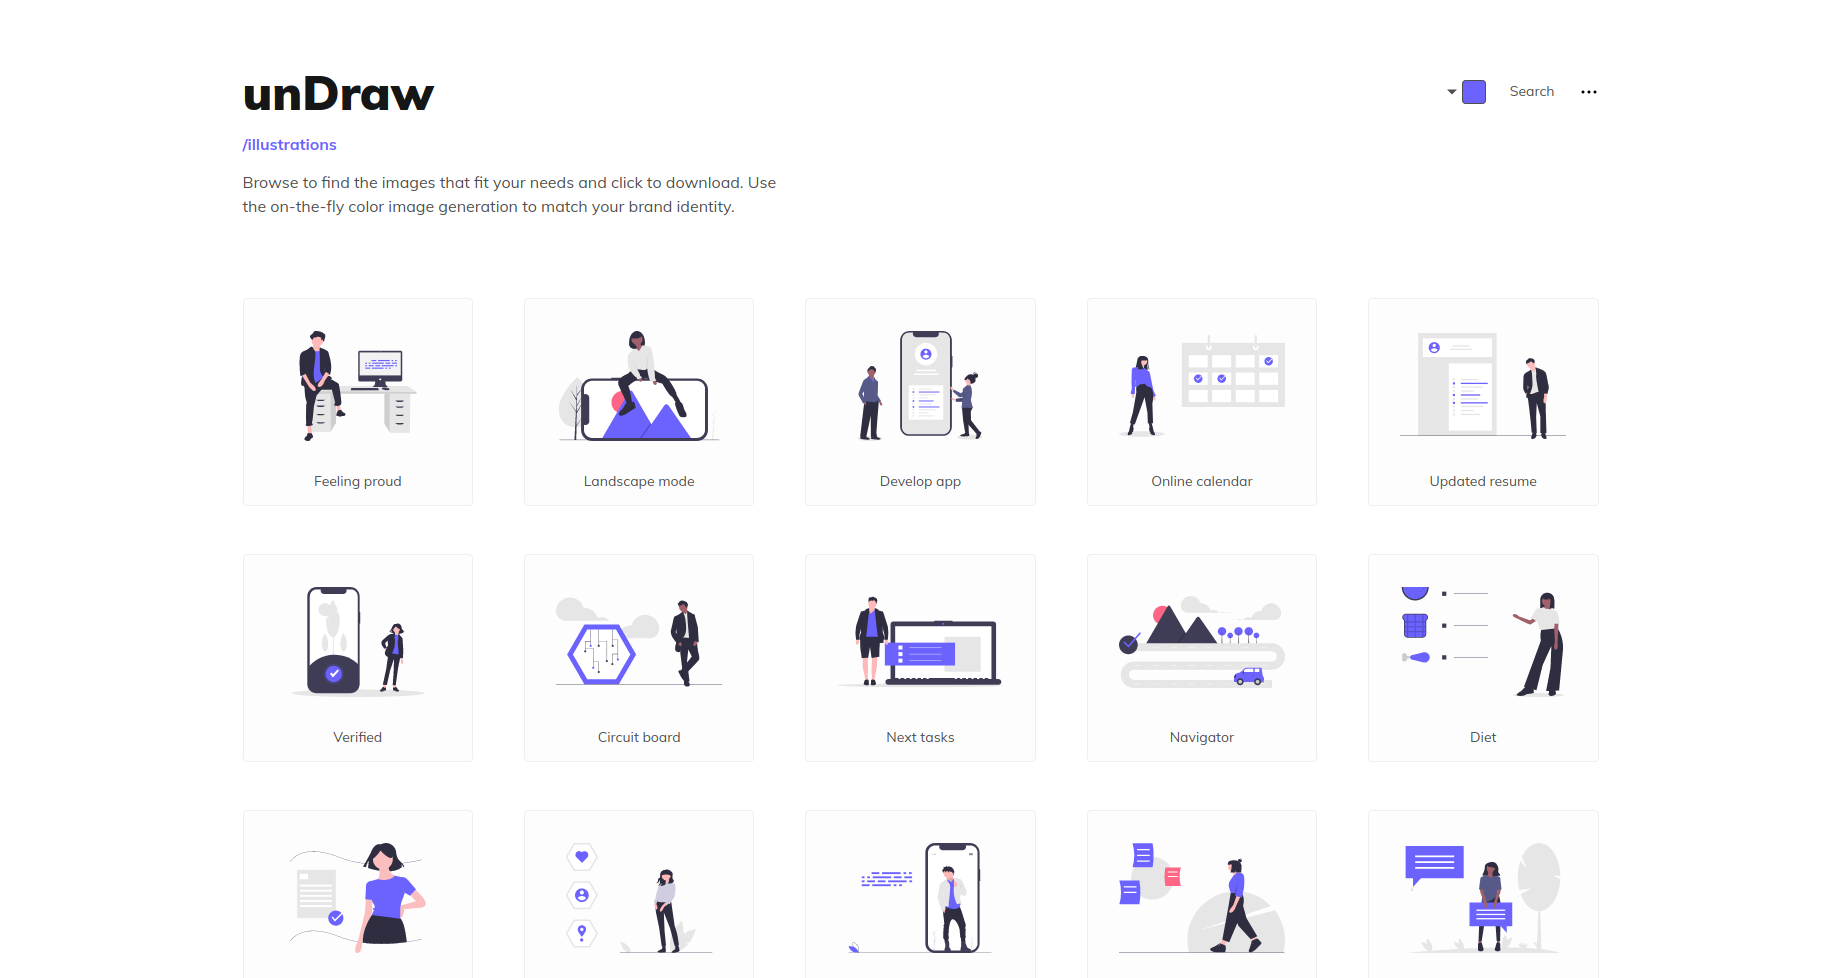 unDraw
Search
/illustrations
Browse to find the images that fit your needs and click to download. Use
the on-the-fly color image generation to match your brand identity.
Feeling proud
Landscape mode
Develop app
Online calendar
Updated resume
Verified
Circuit board
Next tasks
Navigator
Diet